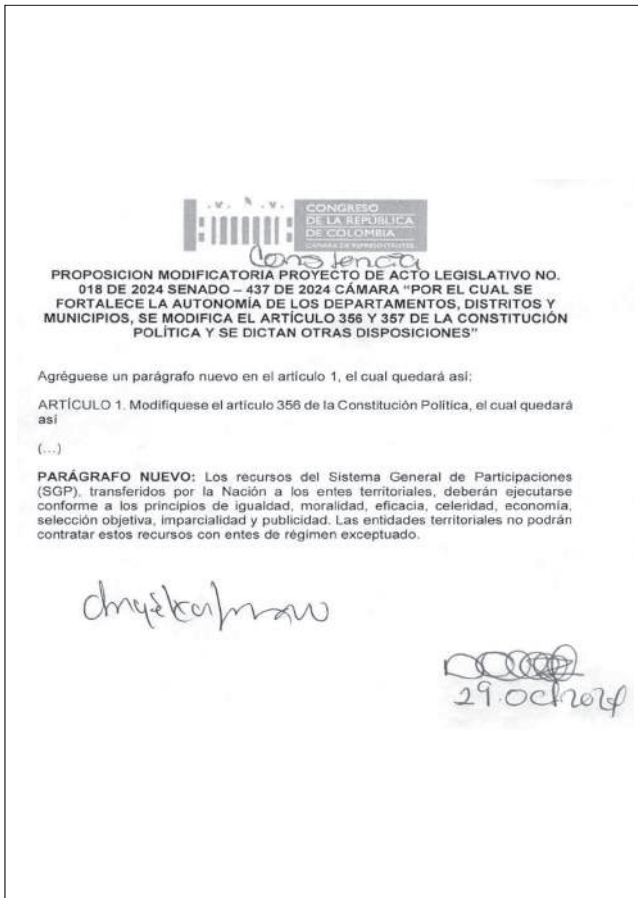 CONGRESO
DE LA REPÚBLICA
DE COLOMBIA
CÁMARA DE REPRESENTANTES
Constancia
PROPOSICION MODIFICATORIA PROYECTO DE ACTO LEGISLATIVO NO.
018 DE 2024 SENADO – 437 DE 2024 CÁMARA “POR EL CUAL SE
FORTALECE LA AUTONOMÍA DE LOS DEPARTAMENTOS, DISTRITOS Y
MUNICIPIOS, SE MODIFICA EL ARTÍCULO 356 Y 357 DE LA CONSTITUCIÓN
POLÍTICA Y SE DICTAN OTRAS DISPOSICIONES”
Agréguese un parágrafo nuevo en el artículo 1, el cual quedará así:
ARTÍCULO 1. Modifíquese el artículo 356 de la Constitución Política, el cual quedará
así
(...)
PARÁGRAFO NUEVO: Los recursos del Sistema General de Participaciones
(SGP), transferidos por la Nación a los entes territoriales, deberán ejecutarse
conforme a los principios de igualdad, moralidad, eficacia, celeridad, economía,
selección objetiva, imparcialidad y publicidad. Las entidades territoriales no podrán
contratar estos recursos con entes de régimen exceptuado.
29.Oct 2024